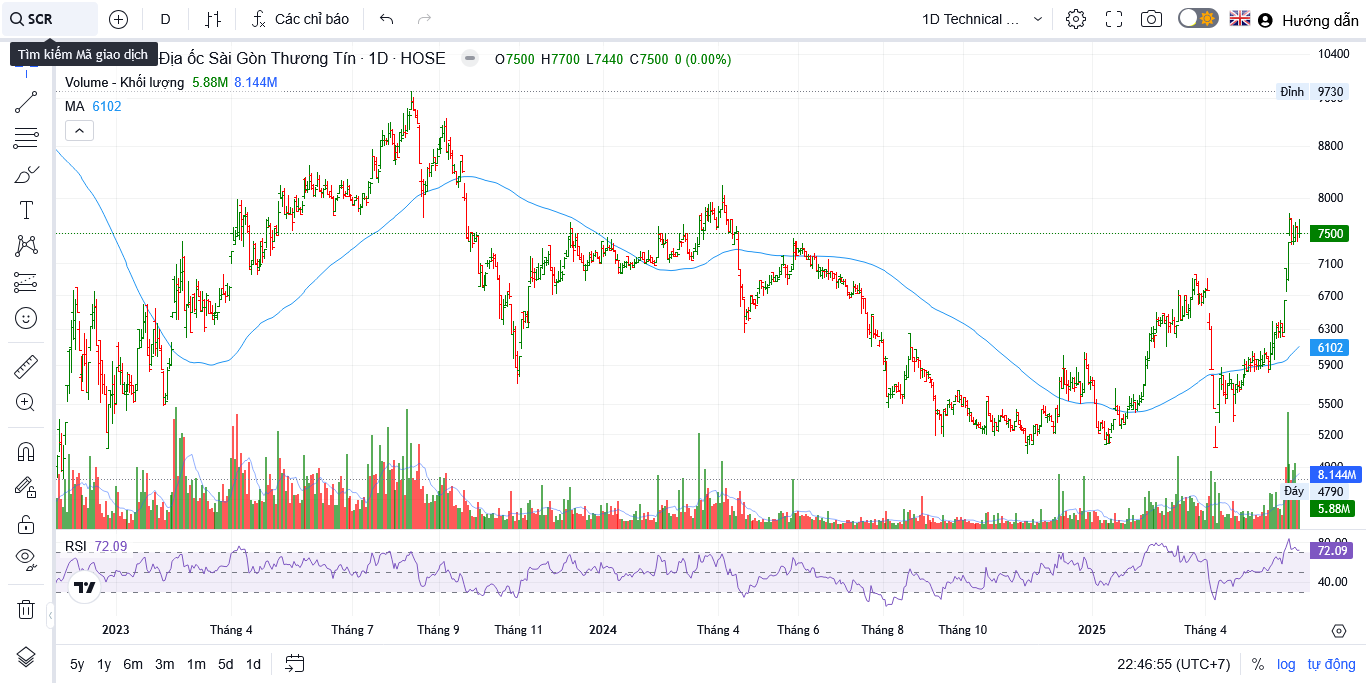 SCR
D
Các chỉ báo
1D Technical ...
Hướng dẫn
Tìm kiếm Mã giao dịch
Địa ốc Sài Gòn Thương Tín · 1D · HOSE
O7500 H7700 L7440 C7500 0 (0.00%)
Volume - Khối lượng 5.88M 8.144M
MA 6102
10400
Đỉnh 9730
8800
8000
7500
7100
6700
6300
6102
5900
5500
5200
8.144M
Đáy 4790
5.88M
RSI 72.09
72.09
40.00
2023 Tháng 4 Tháng 7 Tháng 9 Tháng 11 2024 Tháng 4 Tháng 6 Tháng 8 Tháng 10 2025 Tháng 4
5y 1y 6m 3m 1m 5d 1d
22:46:55 (UTC+7) % log tự động